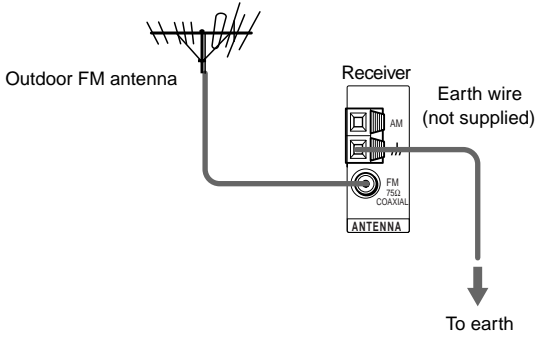 Outdoor FM antenna
Receiver
Earth wire
(not supplied)
AM
FM
75Ω
COAXIAL
ANTENNA
To earth